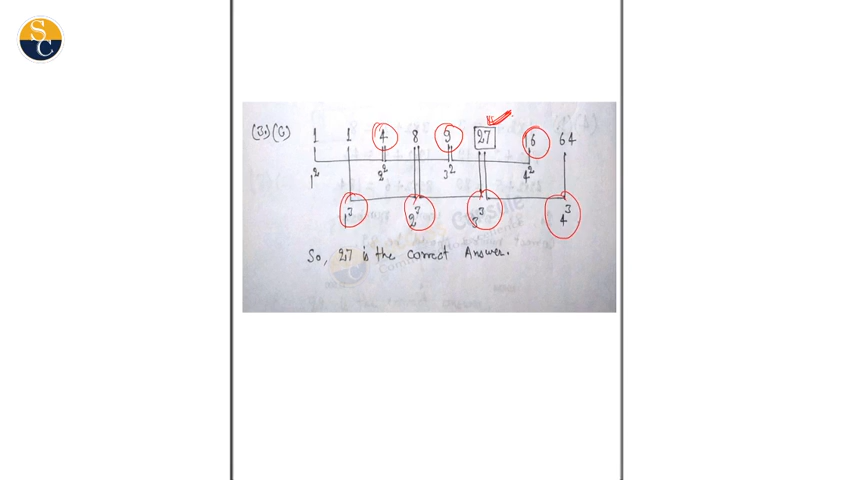 S
C
(3.) (C)
1 1 4 8 5 27 16 64
1² 2² 3² 4²
1³ 2³ 3³ 4³
So, 27 is the correct Answer.